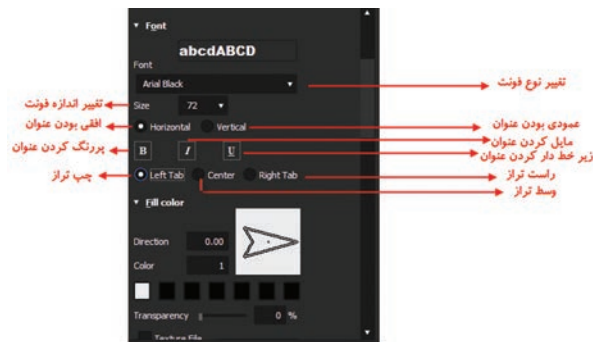 Font
abcdABCD
Font
Arial Black
تغییر نوع فونت
تغییر اندازه فونت
Size 72
افقی بودن عنوان
Horizontal Vertical
عمودی بودن عنوان
مایل کردن عنوان
پررنگ کردن عنوان
B I U
زیر خط دار کردن عنوان
چپ تراز
Left Tab Center Right Tab
راست تراز
وسط تراز
Fill color
Direction 0.00
Color 1
Transparency 0 %
Texture File